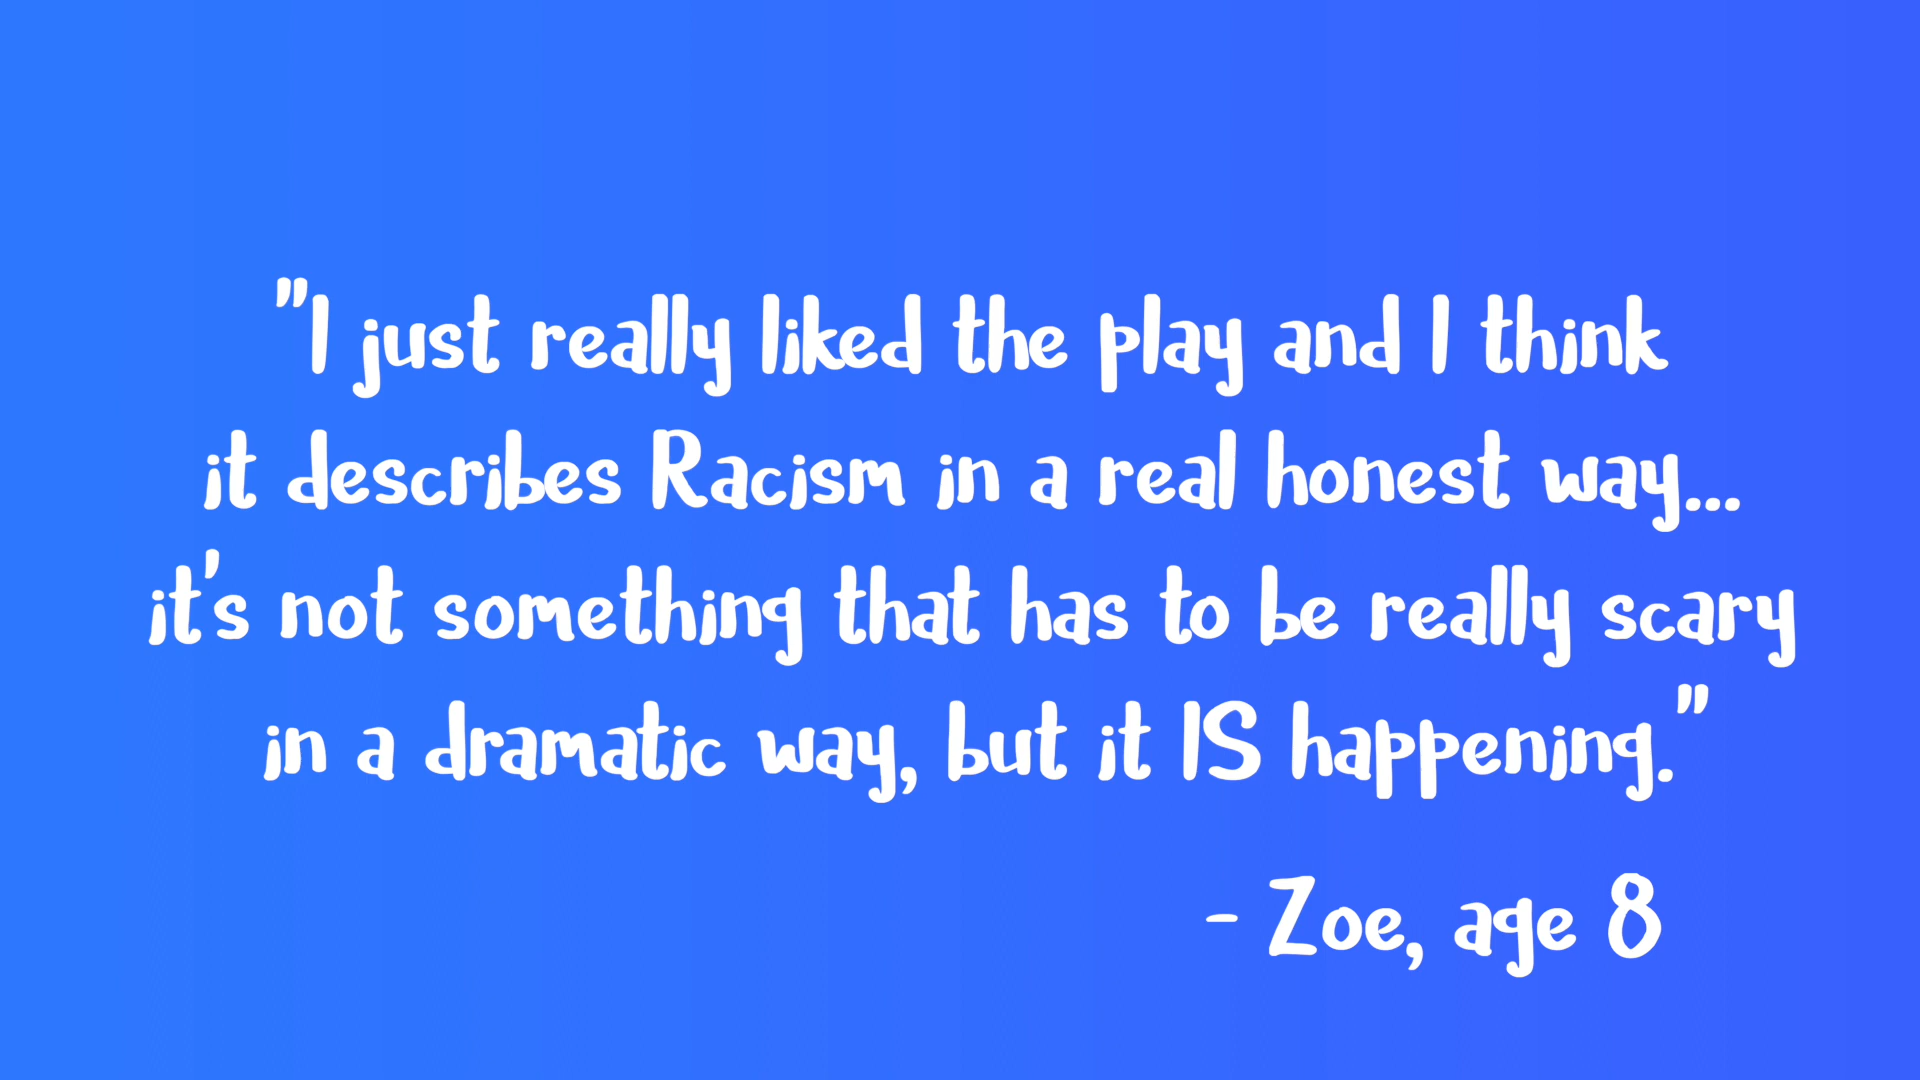 "I just really liked the play and I think
it describes Racism in a real honest way...
it's not something that has to be really scary
in a dramatic way, but it IS happening."
- Zoe, age 8